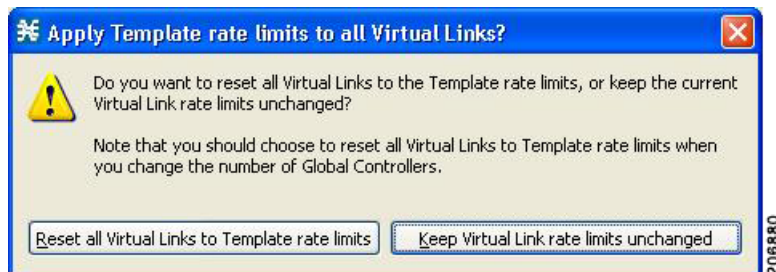 Apply Template rate limits to all Virtual Links?
Do you want to reset all Virtual Links to the Template rate limits, or keep the current
Virtual Link rate limits unchanged?
Note that you should choose to reset all Virtual Links to Template rate limits when
you change the number of Global Controllers.
Reset all Virtual Links to Template rate limits
Keep Virtual Link rate limits unchanged
206880